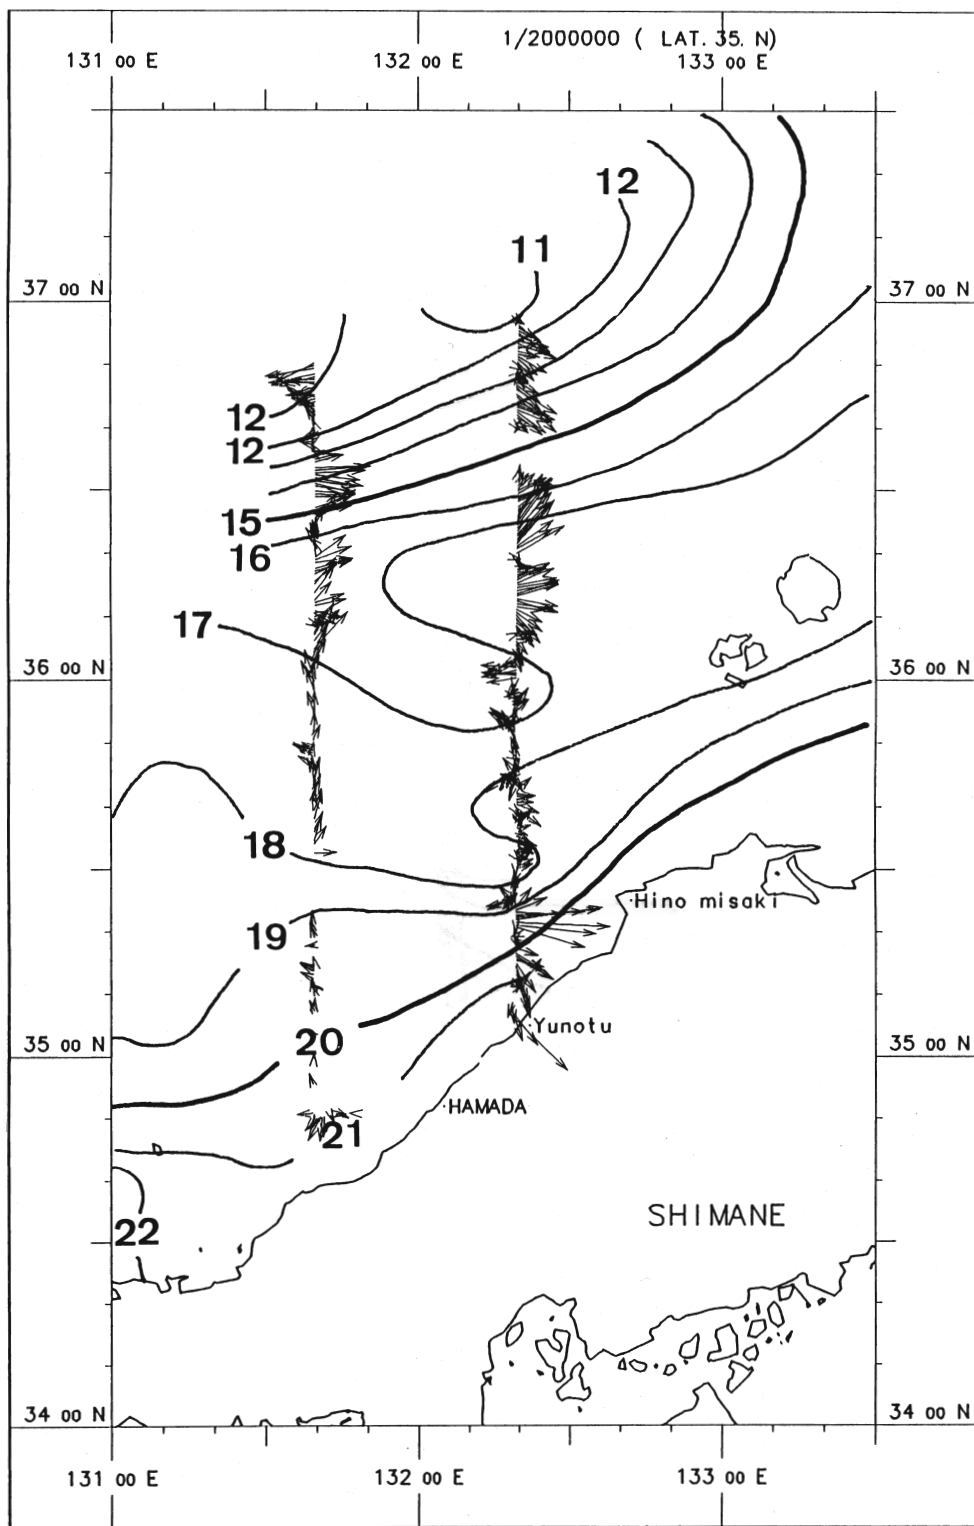 1/2000000 ( LAT. 35. N)
131 00 E 132 00 E 133 00 E
12
11
37 00 N 37 00 N
12
12
15
16
17
36 00 N 36 00 N
18
Hino misaki
19
Yunotu
20
35 00 N 35 00 N
HAMADA
21
SHIMANE
22
34 00 N 34 00 N
131 00 E 132 00 E 133 00 E